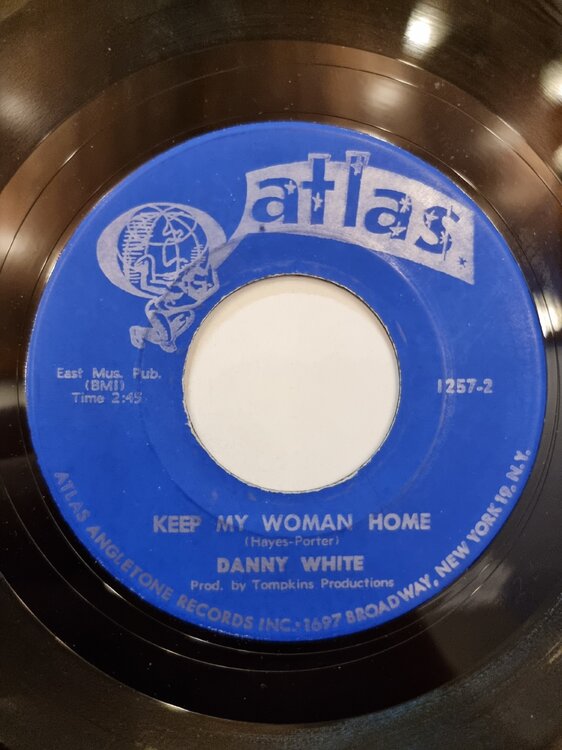 atlas
East Mus. Pub.
(BMI)
Time 2:45
1257-2
KEEP MY WOMAN HOME
(Hayes-Porter)
DANNY WHITE
Prod. by Tompkins Productions
ATLAS ANGLETONE RECORDS INC.-1697 BROADWAY, NEW YORK 19, N.Y.